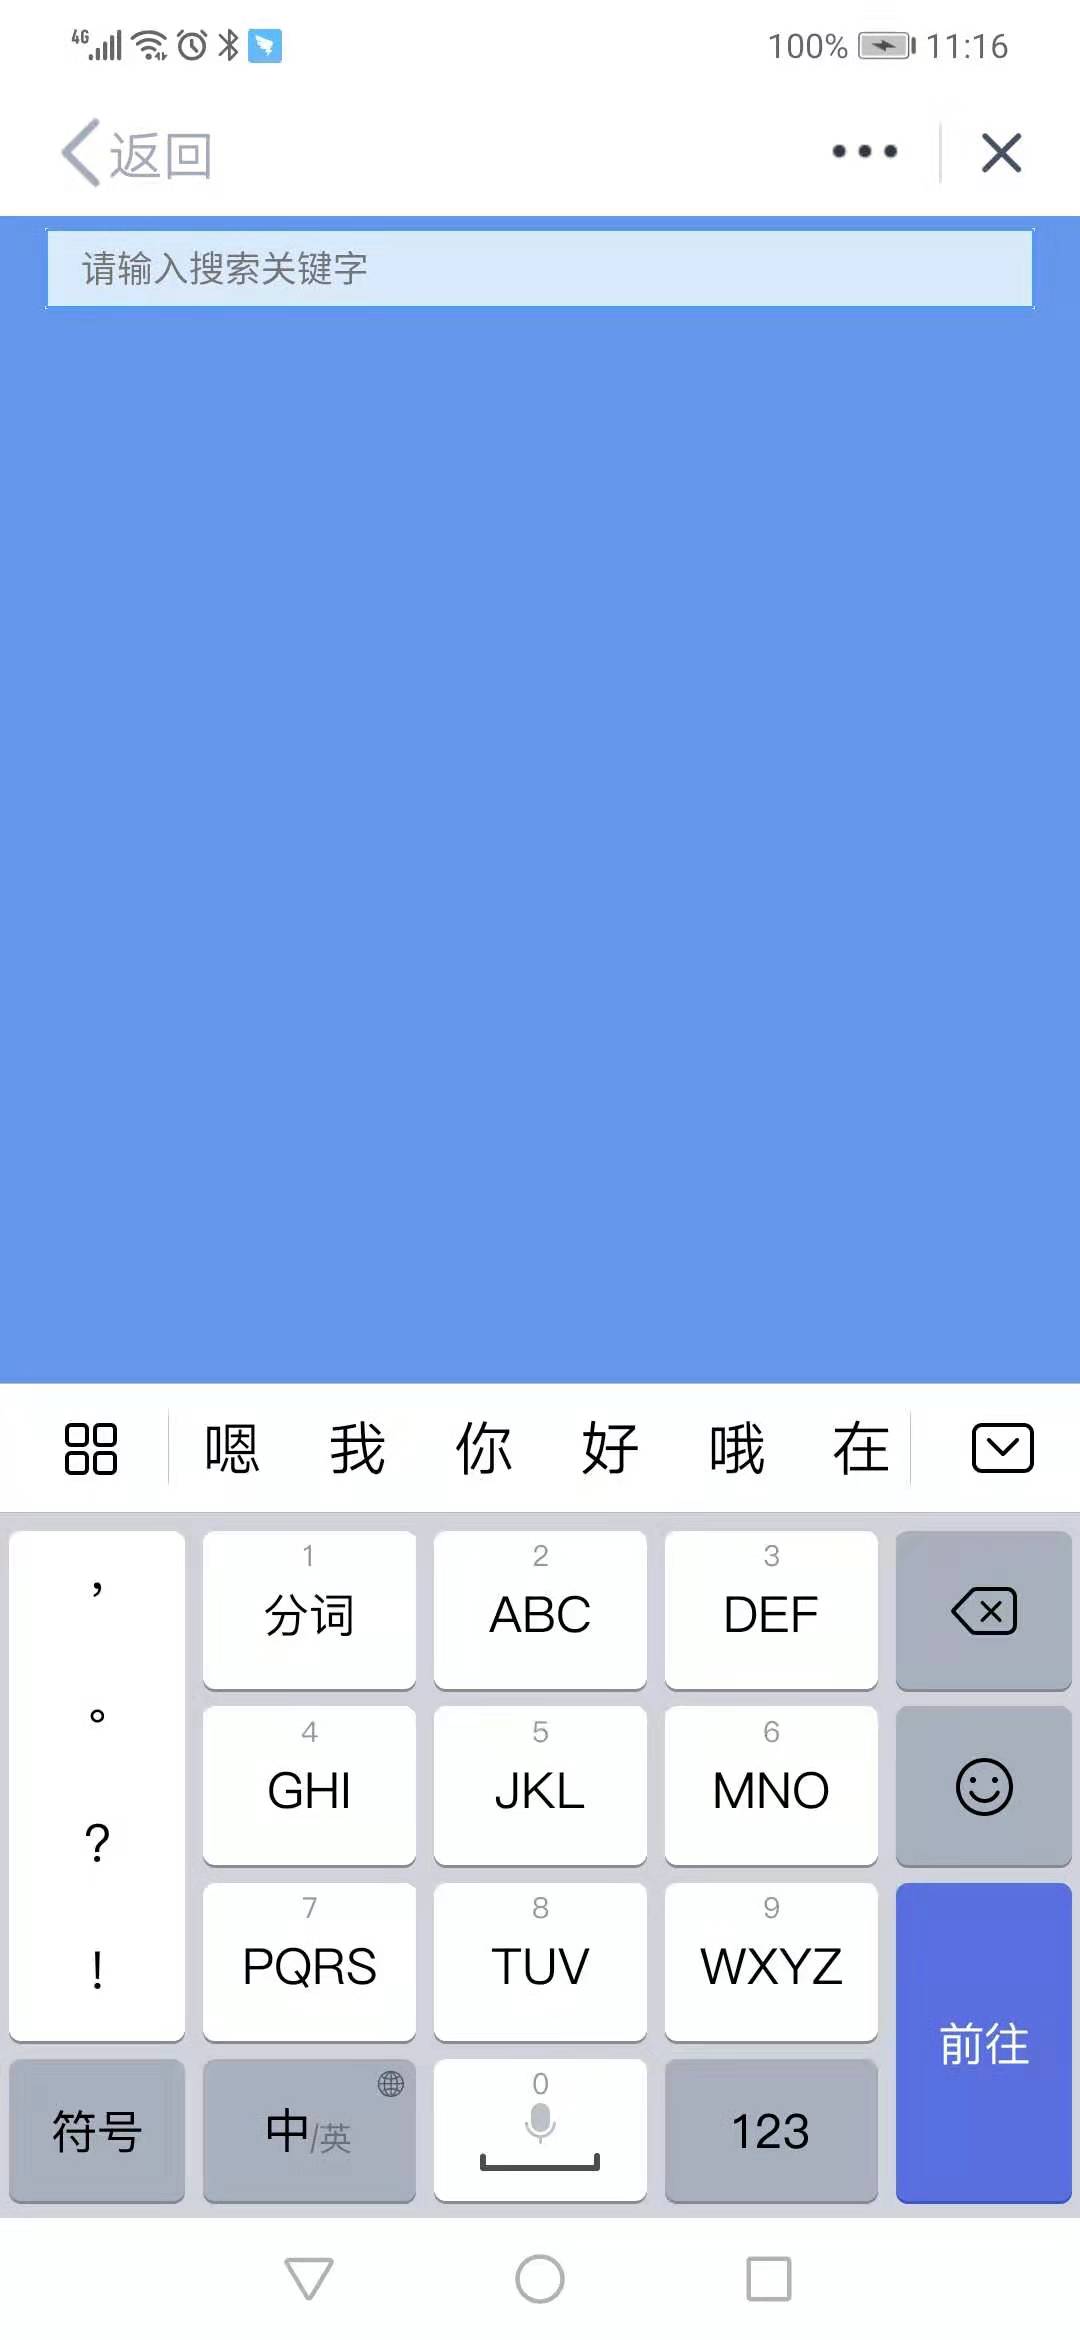 4G 100% 11:16
返回
请输入搜索关键字
嗯 我 你 好 哦 在
, 1 2 3
分词 ABC DEF
。 4 5 6
GHI JKL MNO
?
7 8 9
! PQRS TUV WXYZ
前往
符号 中/英 0 123